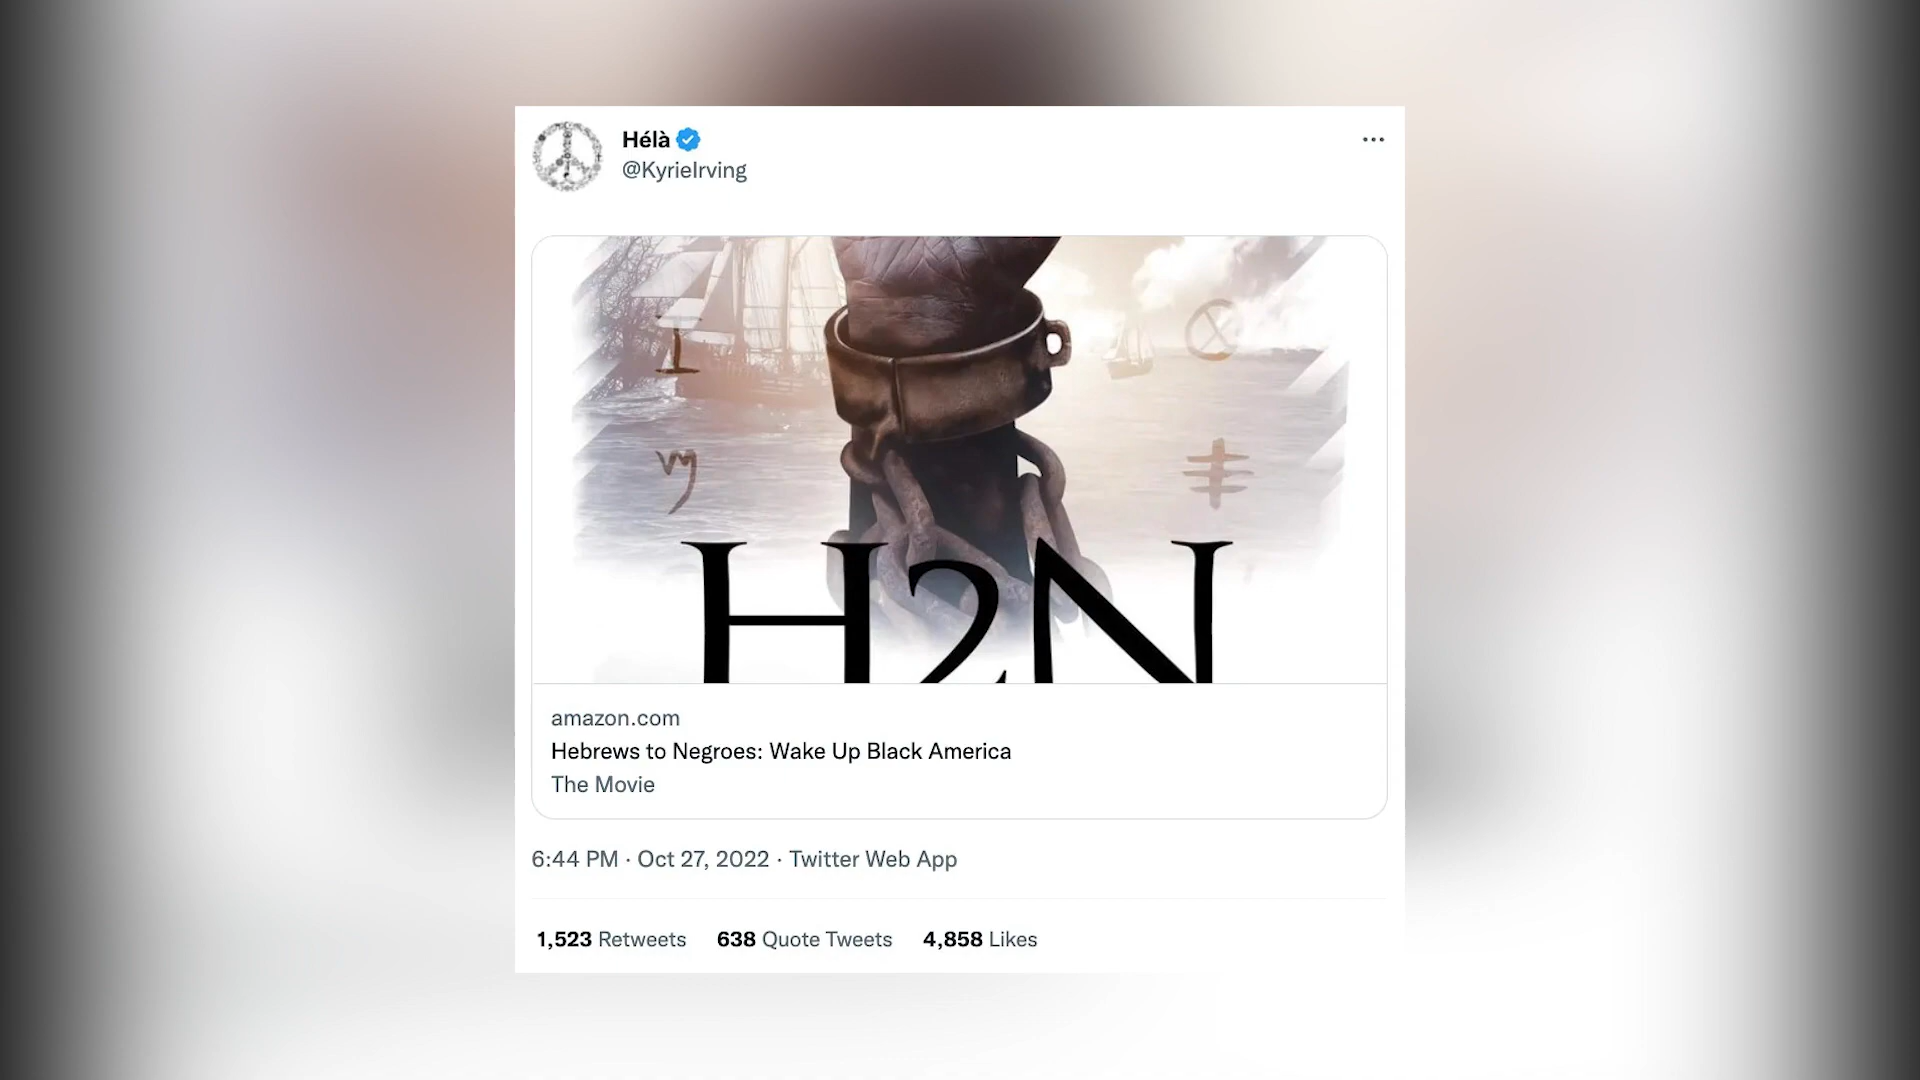 Hélà
@KyrieIrving
H2N
amazon.com
Hebrews to Negroes: Wake Up Black America
The Movie
6:44 PM · Oct 27, 2022 · Twitter Web App
1,523 Retweets 638 Quote Tweets 4,858 Likes